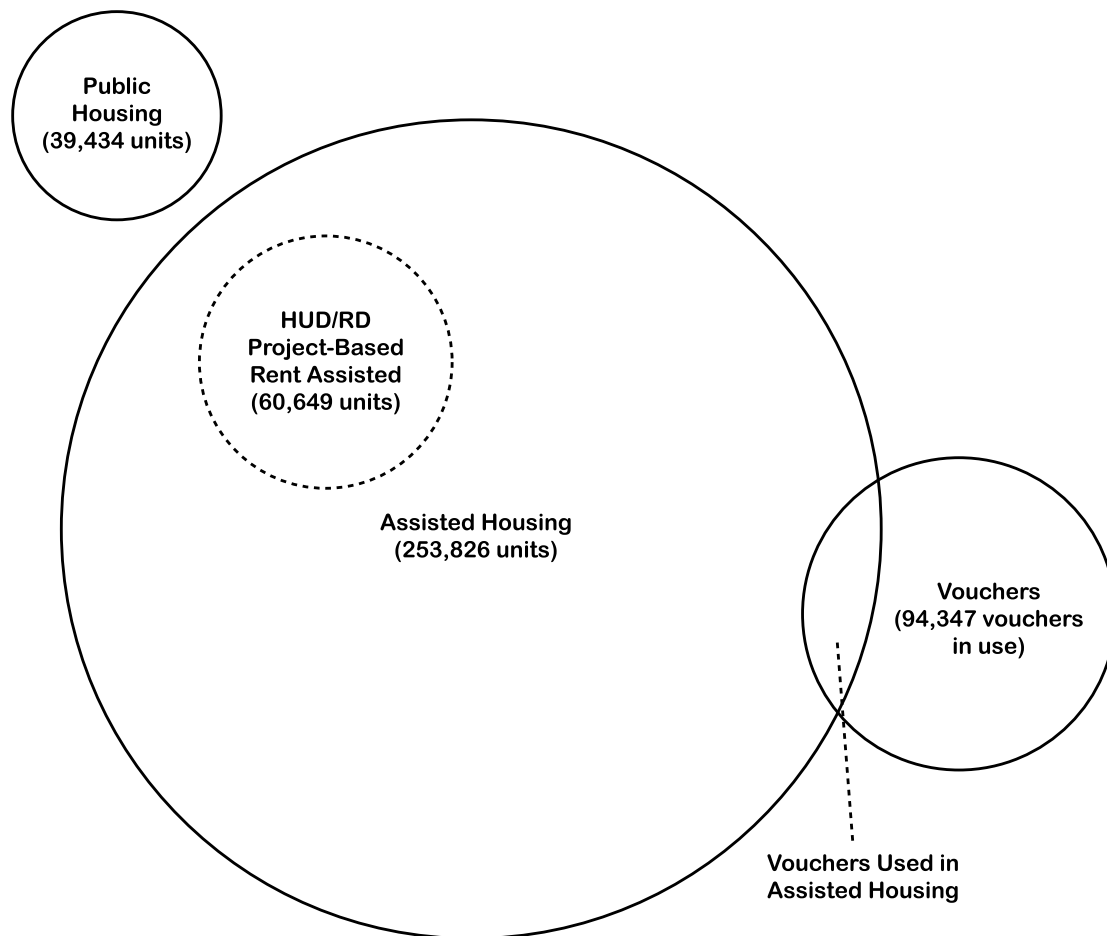 Public
Housing
(39,434 units)
HUD/RD
Project-Based
Rent Assisted
(60,649 units)
Assisted Housing
(253,826 units)
Vouchers
(94,347 vouchers
in use)
Vouchers Used in
Assisted Housing